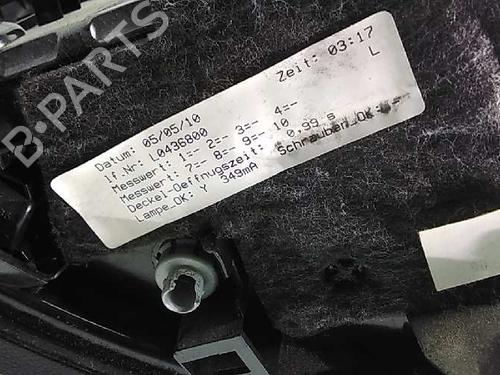 B-PARTS
Datum: 05/05/10 Zeit: 03:17
lf.Nr. L0436800 L
Messwert: 1=- 2=- 3=- 4=-
Messwert: 7=- 8=- 9=- 10
Deckel-Oeffnugszeit: 0,99 s
Lampe_OK: Y 349mA Schrauben_OK: